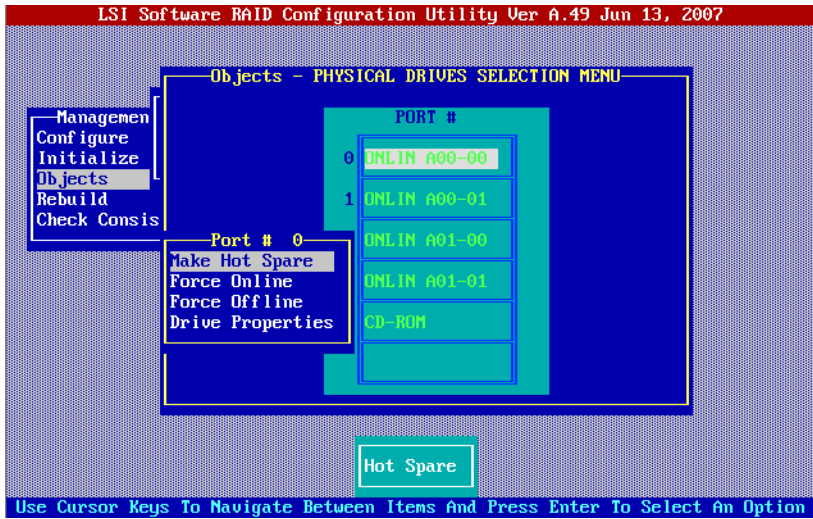 LSI Software RAID Configuration Utility Ver A.49 Jun 13, 2007
Objects - PHYSICAL DRIVES SELECTION MENU
Managemen
Configure
Initialize
Objects
Rebuild
Check Consis
PORT #
0 ONLIN A00-00
1 ONLIN A00-01
ONLIN A01-00
ONLIN A01-01
CD-ROM
Port # 0
Make Hot Spare
Force Online
Force Offline
Drive Properties
Hot Spare
Use Cursor Keys To Navigate Between Items And Press Enter To Select An Option